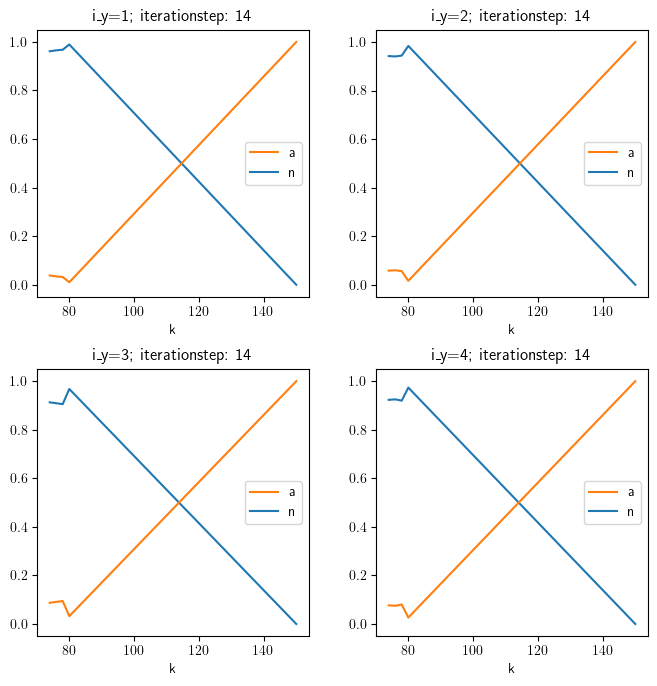 i_y=1; iterationstep: 14
1.0
0.8
0.6
0.4
0.2
0.0
a
n
80 100 120 140
k
i_y=2; iterationstep: 14
1.0
0.8
0.6
0.4
0.2
0.0
a
n
80 100 120 140
k
i_y=3; iterationstep: 14
1.0
0.8
0.6
0.4
0.2
0.0
a
n
80 100 120 140
k
i_y=4; iterationstep: 14
1.0
0.8
0.6
0.4
0.2
0.0
a
n
80 100 120 140
k